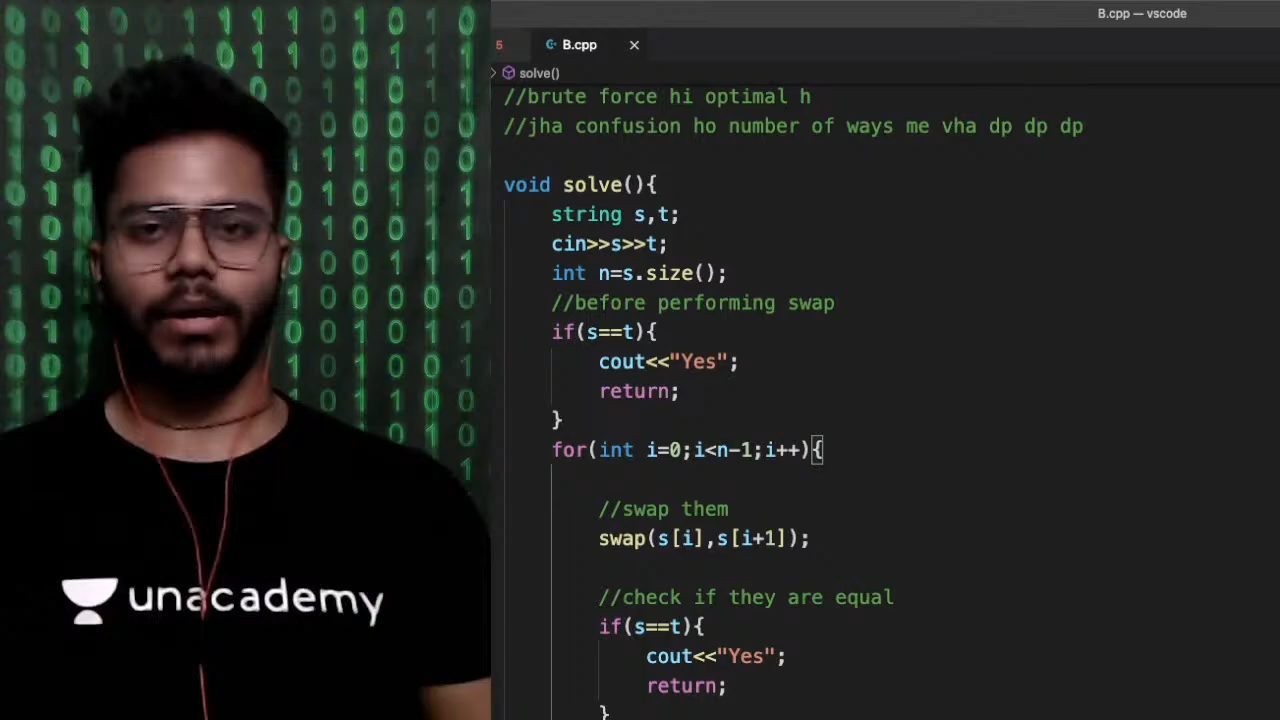 B.cpp — vscode
5
B.cpp
solve()
//brute force hi optimal h
//jha confusion ho number of ways me vha dp dp dp
void solve(){
string s,t;
cin>>s>>t;
int n=s.size();
//before performing swap
if(s==t){
cout<<"Yes";
return;
}
for(int i=0;i<n-1;i++){
//swap them
swap(s[i],s[i+1]);
//check if they are equal
if(s==t){
cout<<"Yes";
return;
}
unacademy